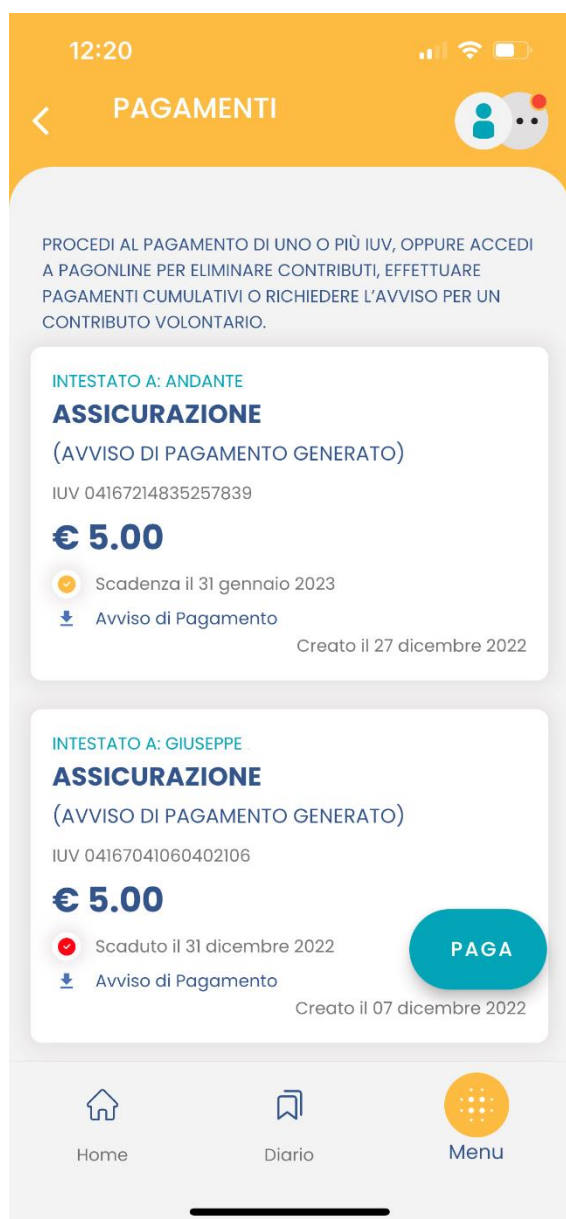 12:20
PAGAMENTI
PROCEDI AL PAGAMENTO DI UNO O PIÙ IUV, OPPURE ACCEDI
A PAGONLINE PER ELIMINARE CONTRIBUTI, EFFETTUARE
PAGAMENTI CUMULATIVI O RICHIEDERE L'AVVISO PER UN
CONTRIBUTO VOLONTARIO.
INTESTATO A: ANDANTE
ASSICURAZIONE
(AVVISO DI PAGAMENTO GENERATO)
IUV 04167214835257839
€ 5.00
Scadenza il 31 gennaio 2023
Avviso di Pagamento
Creato il 27 dicembre 2022
INTESTATO A: GIUSEPPE
ASSICURAZIONE
(AVVISO DI PAGAMENTO GENERATO)
IUV 04167041060402106
€ 5.00
Scaduto il 31 dicembre 2022
PAGA
Avviso di Pagamento
Creato il 07 dicembre 2022
Home
Diario
Menu